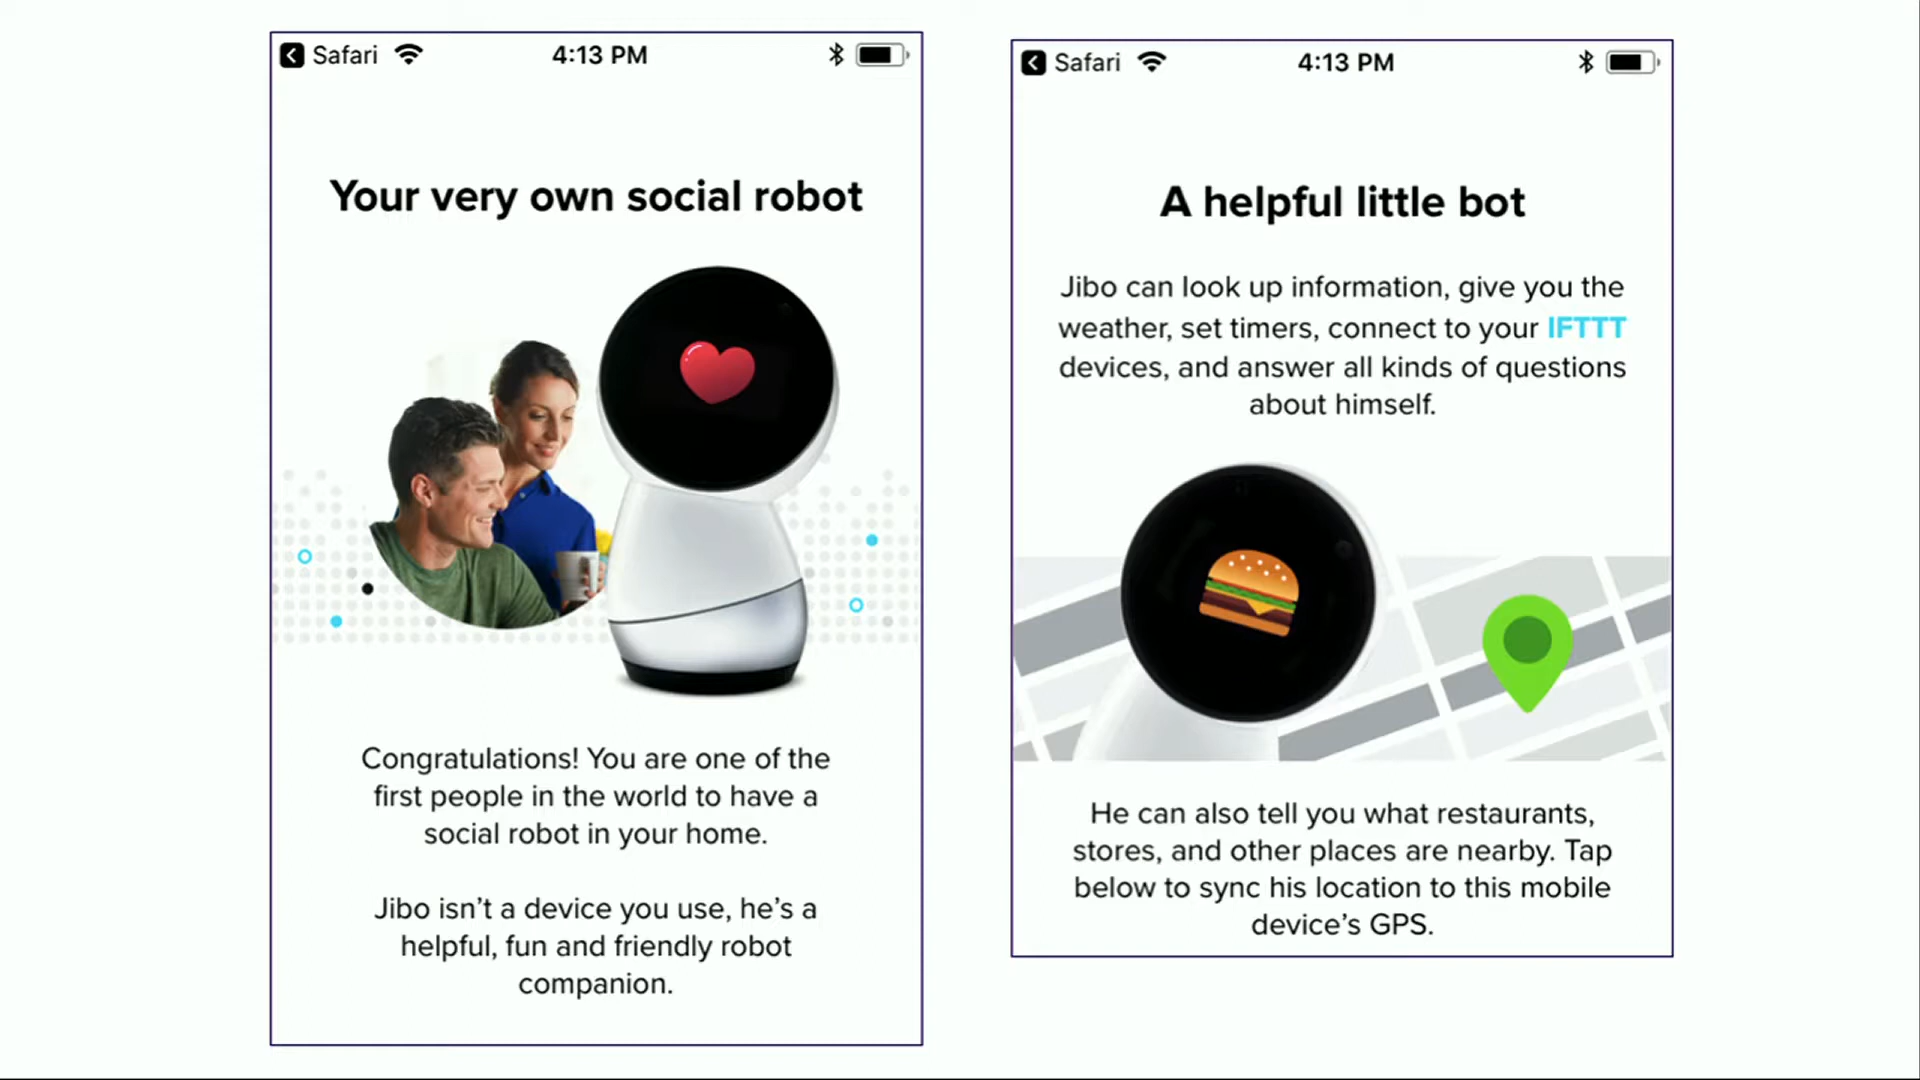 Safari 4:13 PM
Your very own social robot
Congratulations! You are one of the
first people in the world to have a
social robot in your home.
Jibo isn't a device you use, he's a
helpful, fun and friendly robot
companion.
Safari 4:13 PM
A helpful little bot
Jibo can look up information, give you the
weather, set timers, connect to your IFTTT
devices, and answer all kinds of questions
about himself.
He can also tell you what restaurants,
stores, and other places are nearby. Tap
below to sync his location to this mobile
device's GPS.